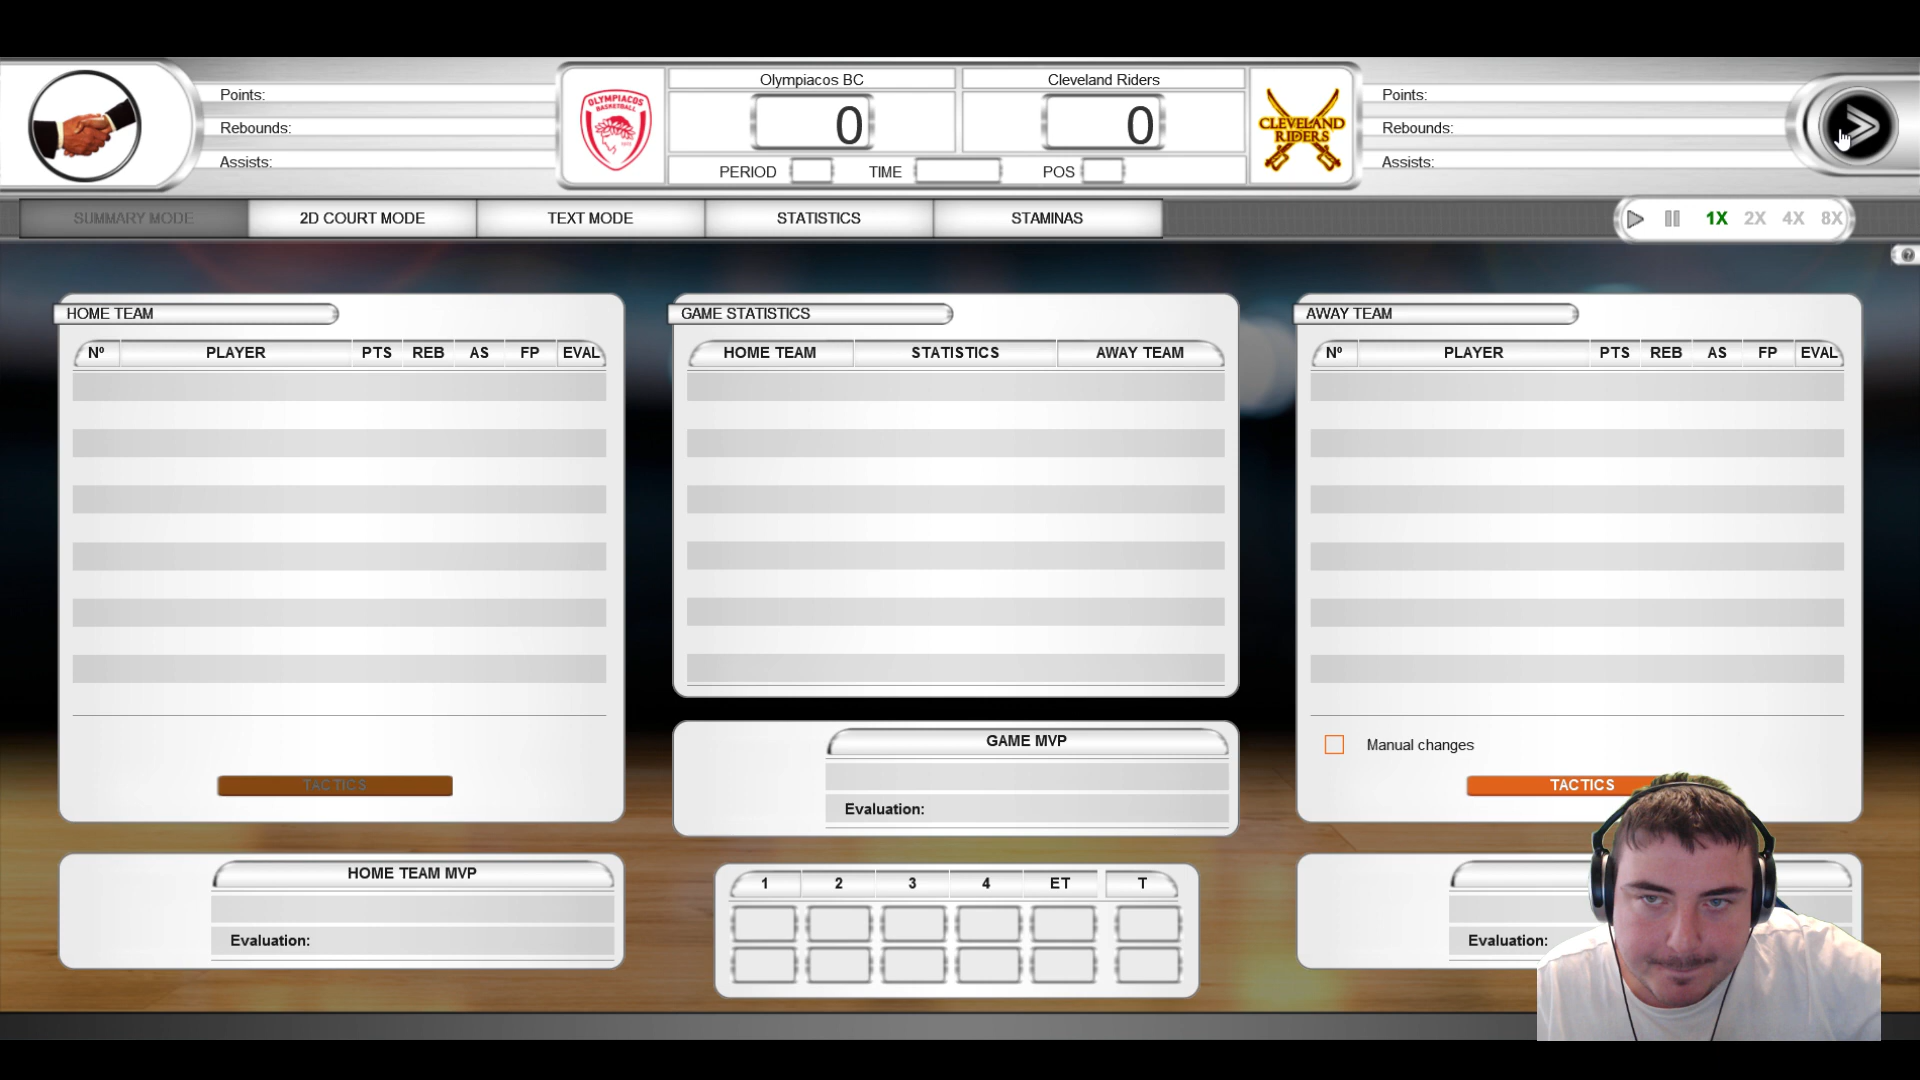 Olympiacos BC
Cleveland Riders
Points:
Rebounds:
Assists:
OLYMPIACOS
BASKETBALL
0
0
CLEVELAND
RIDERS
Points:
Rebounds:
Assists:
PERIOD
TIME
POS
SUMMARY MODE
2D COURT MODE
TEXT MODE
STATISTICS
STAMINAS
1X 2X 4X 8X
?
HOME TEAM
Nº PLAYER PTS REB AS FP EVAL
TACTICS
HOME TEAM MVP
Evaluation:
GAME STATISTICS
HOME TEAM STATISTICS AWAY TEAM
GAME MVP
Evaluation:
1 2 3 4 ET T
AWAY TEAM
Nº PLAYER PTS REB AS FP EVAL
Manual changes
TACTICS
Evaluation: